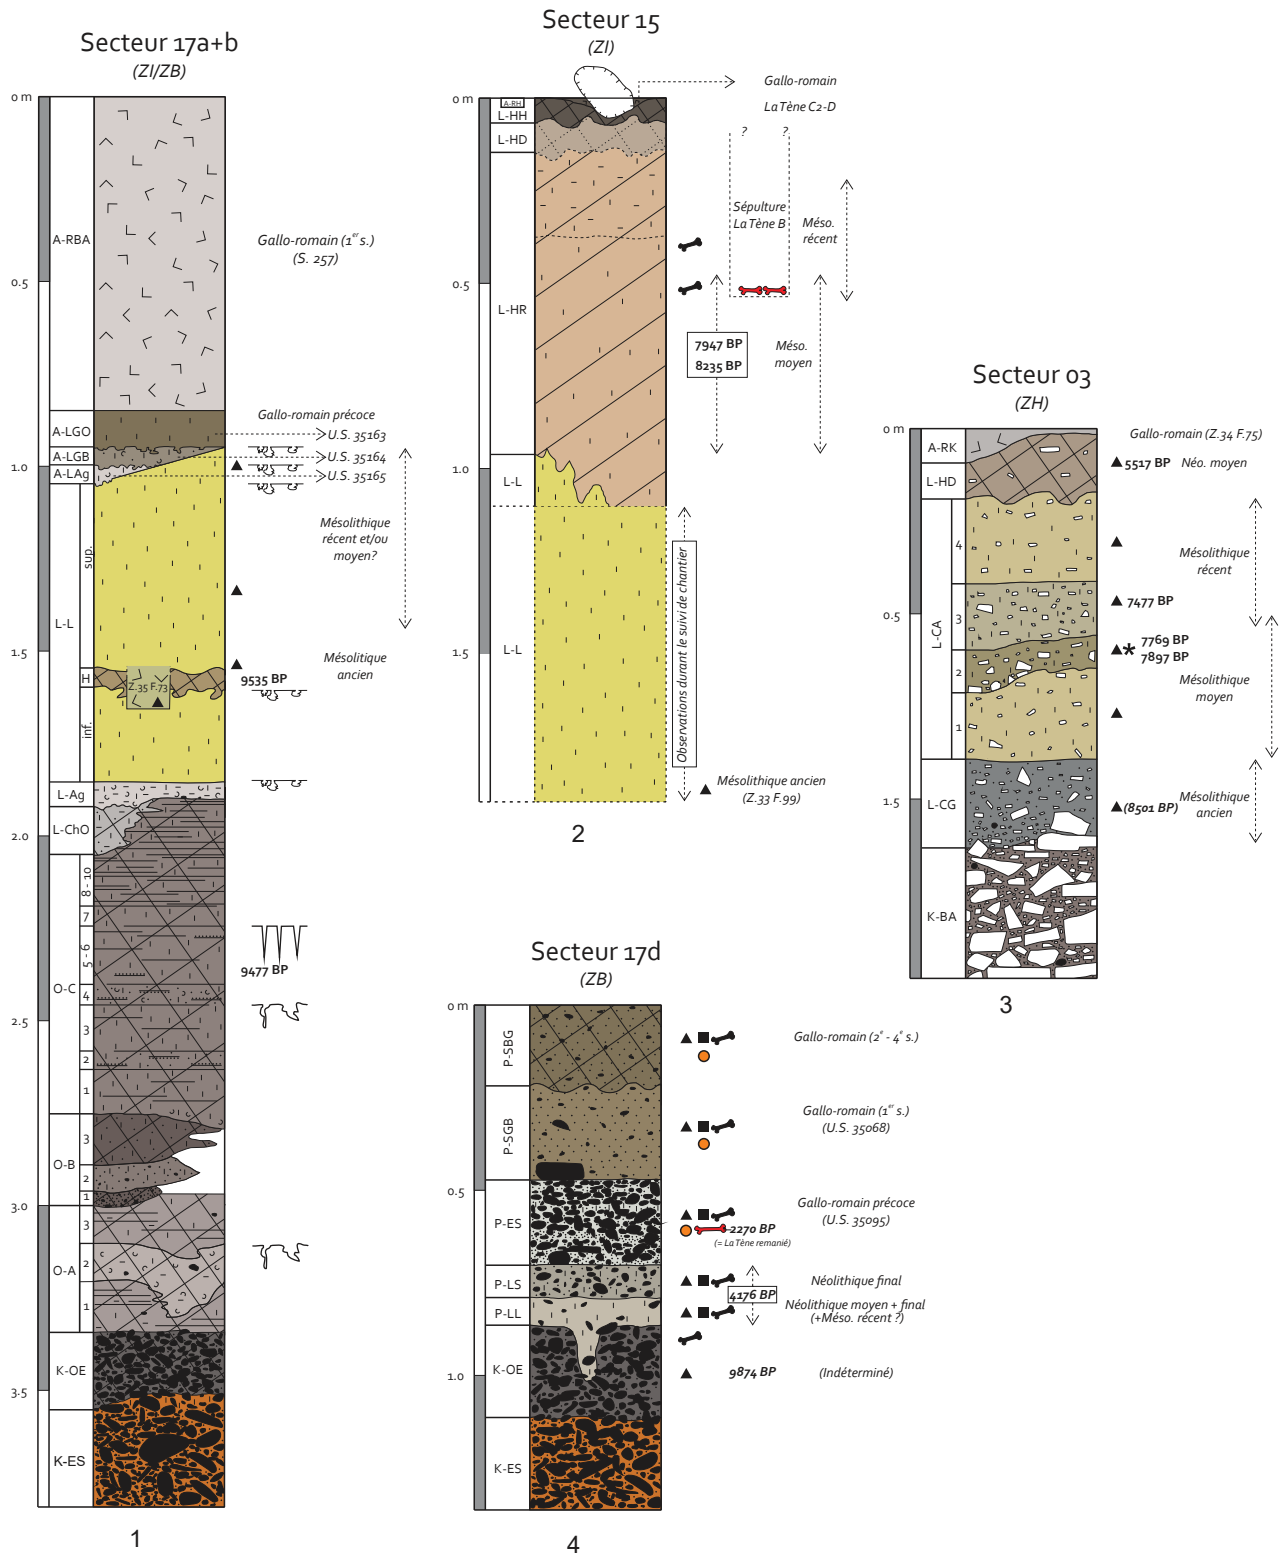 Secteur 17a+b
(ZI/ZB)
0 m
0.5
1.0
1.5
2.0
2.5
3.0
3.5
A-RBA
A-LGO
A-LGB
A-LAg
L-L
sup.
H
inf.
L-Ag
L-ChO
O-C
8 - 10
7
5 - 6
4
3
2
1
O-B
3
2
1
O-A
3
2
1
K-OE
K-ES
Z.35 F.73
Gallo-romain (1er s.)
(S. 257)
Gallo-romain précoce
U.S. 35163
U.S. 35164
U.S. 35165
Mésolithique
récent et/ou
moyen?
Mésolitique
ancien
9535 BP
9477 BP
1
Secteur 15
(ZI)
0 m
0.5
1.0
1.5
A-RH
L-HH
L-HD
L-HR
L-L
L-L
Gallo-romain
La Tène C2-D
? ?
Sépulture
La Tène B
Méso.
récent
7947 BP
8235 BP
Méso.
moyen
Observations durant le suivi de chantier
Mésolithique ancien
(Z.33 F.99)
2
Secteur 03
(ZH)
0 m
0.5
1.5
A-RK
L-HD
L-CA
4
3
2
1
L-CG
K-BA
Gallo-romain (Z.34 F.75)
5517 BP Néo. moyen
Mésolithique
récent
7477 BP
* 7769 BP
7897 BP
Mésolithique
moyen
(8501 BP)
Mésolithique
ancien
3
Secteur 17d
(ZB)
0 m
0.5
1.0
P-SBG
P-SGB
P-ES
P-LS
P-LL
K-OE
K-ES
Gallo-romain (2e - 4e s.)
Gallo-romain (1er s.)
(U.S. 35068)
Gallo-romain précoce
(U.S. 35095)
2270 BP
(= La Tène remanié)
Néolithique final
4176 BP
Néolithique moyen + final
(+Méso. récent ?)
9874 BP (Indéterminé)
4